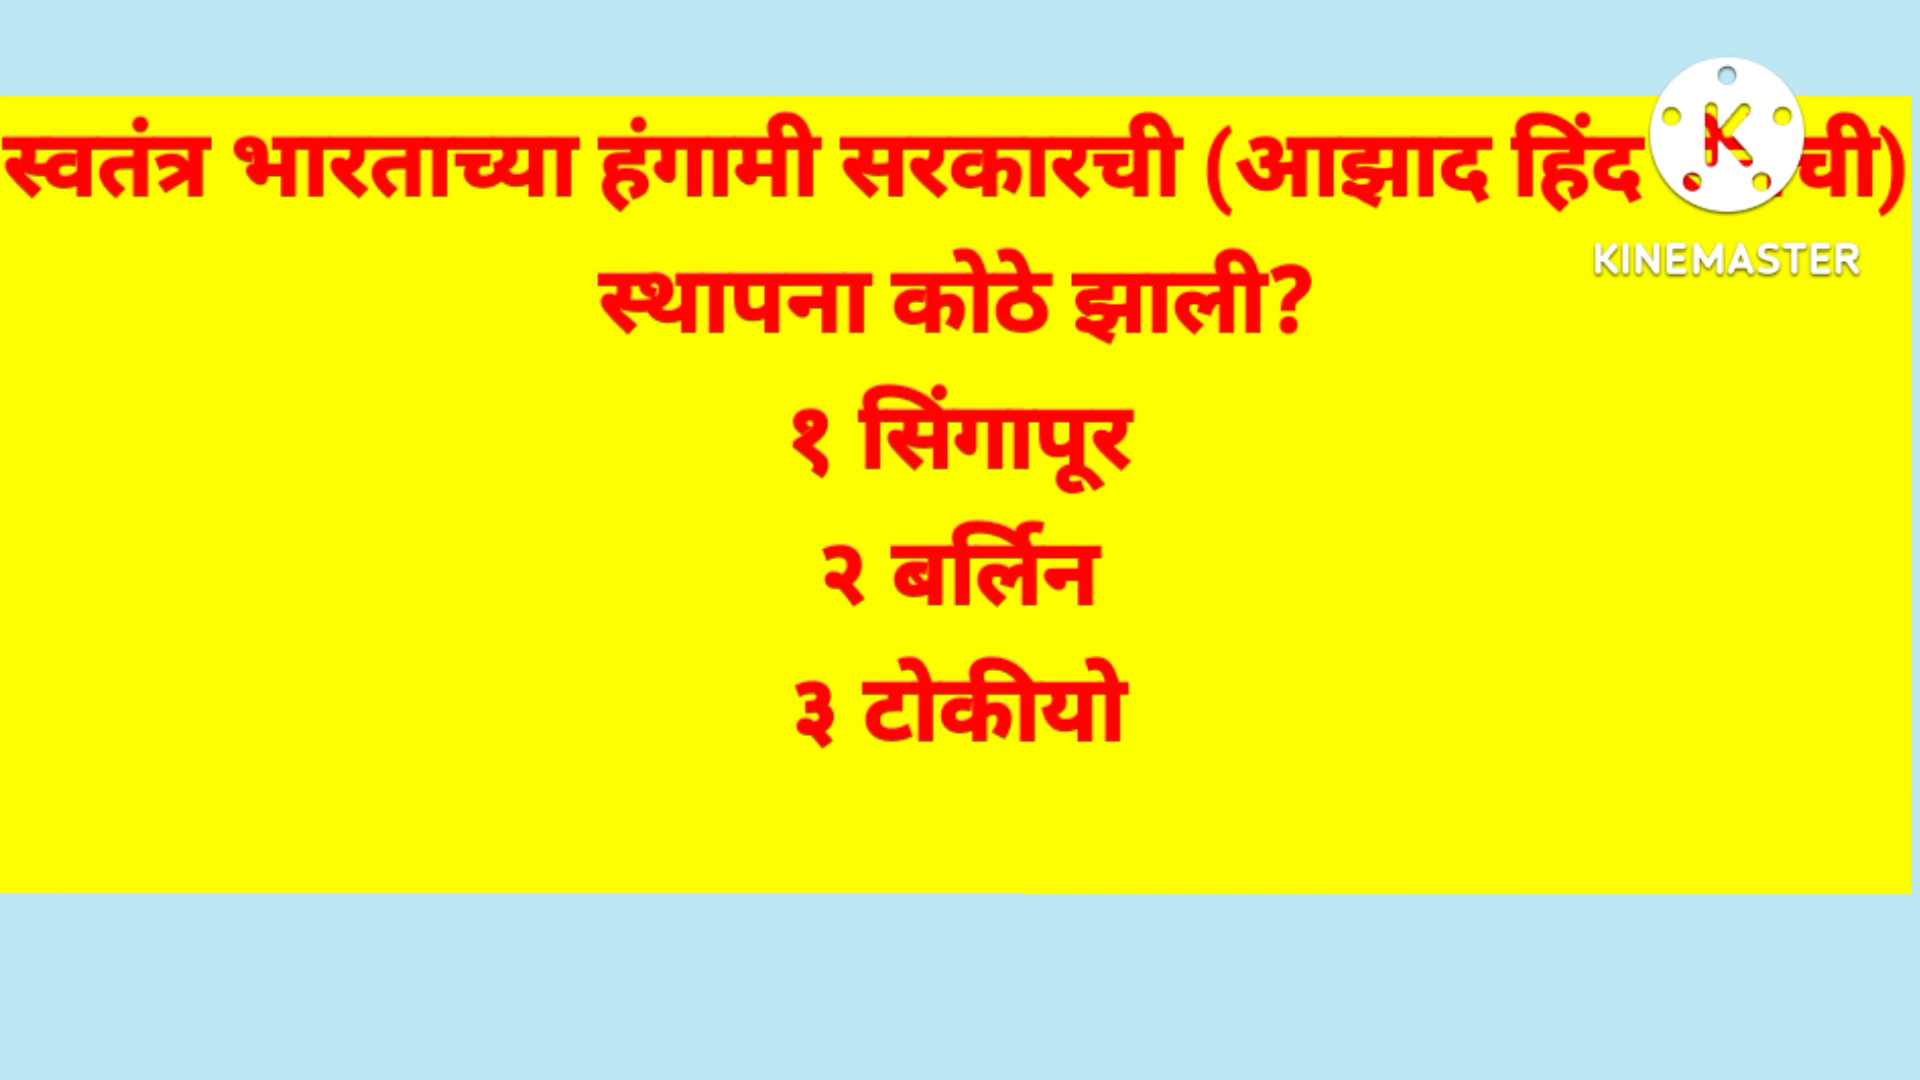 स्वतंत्र भारताच्या हंगामी सरकारची (आझाद हिंद ची)
KINEMASTER
स्थापना कोठे झाली?
१ सिंगापूर
२ बर्लिन
३ टोकीयो